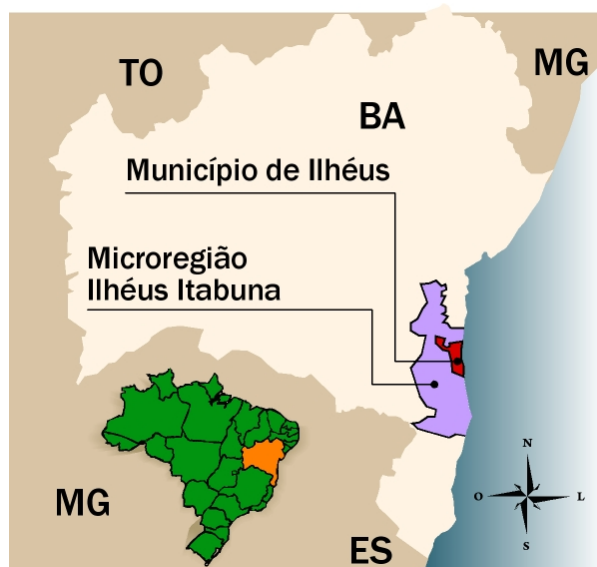 TO
MG
BA
Município de Ilhéus
Microregião
Ilhéus Itabuna
MG
ES
N
O
L
S